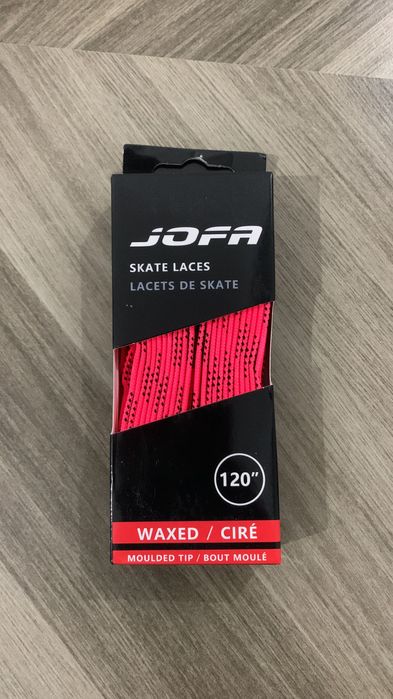 JOFA
SKATE LACES
LACETS DE SKATE
120"
WAXED / CIRÉ
MOULDED TIP / BOUT MOULÉ